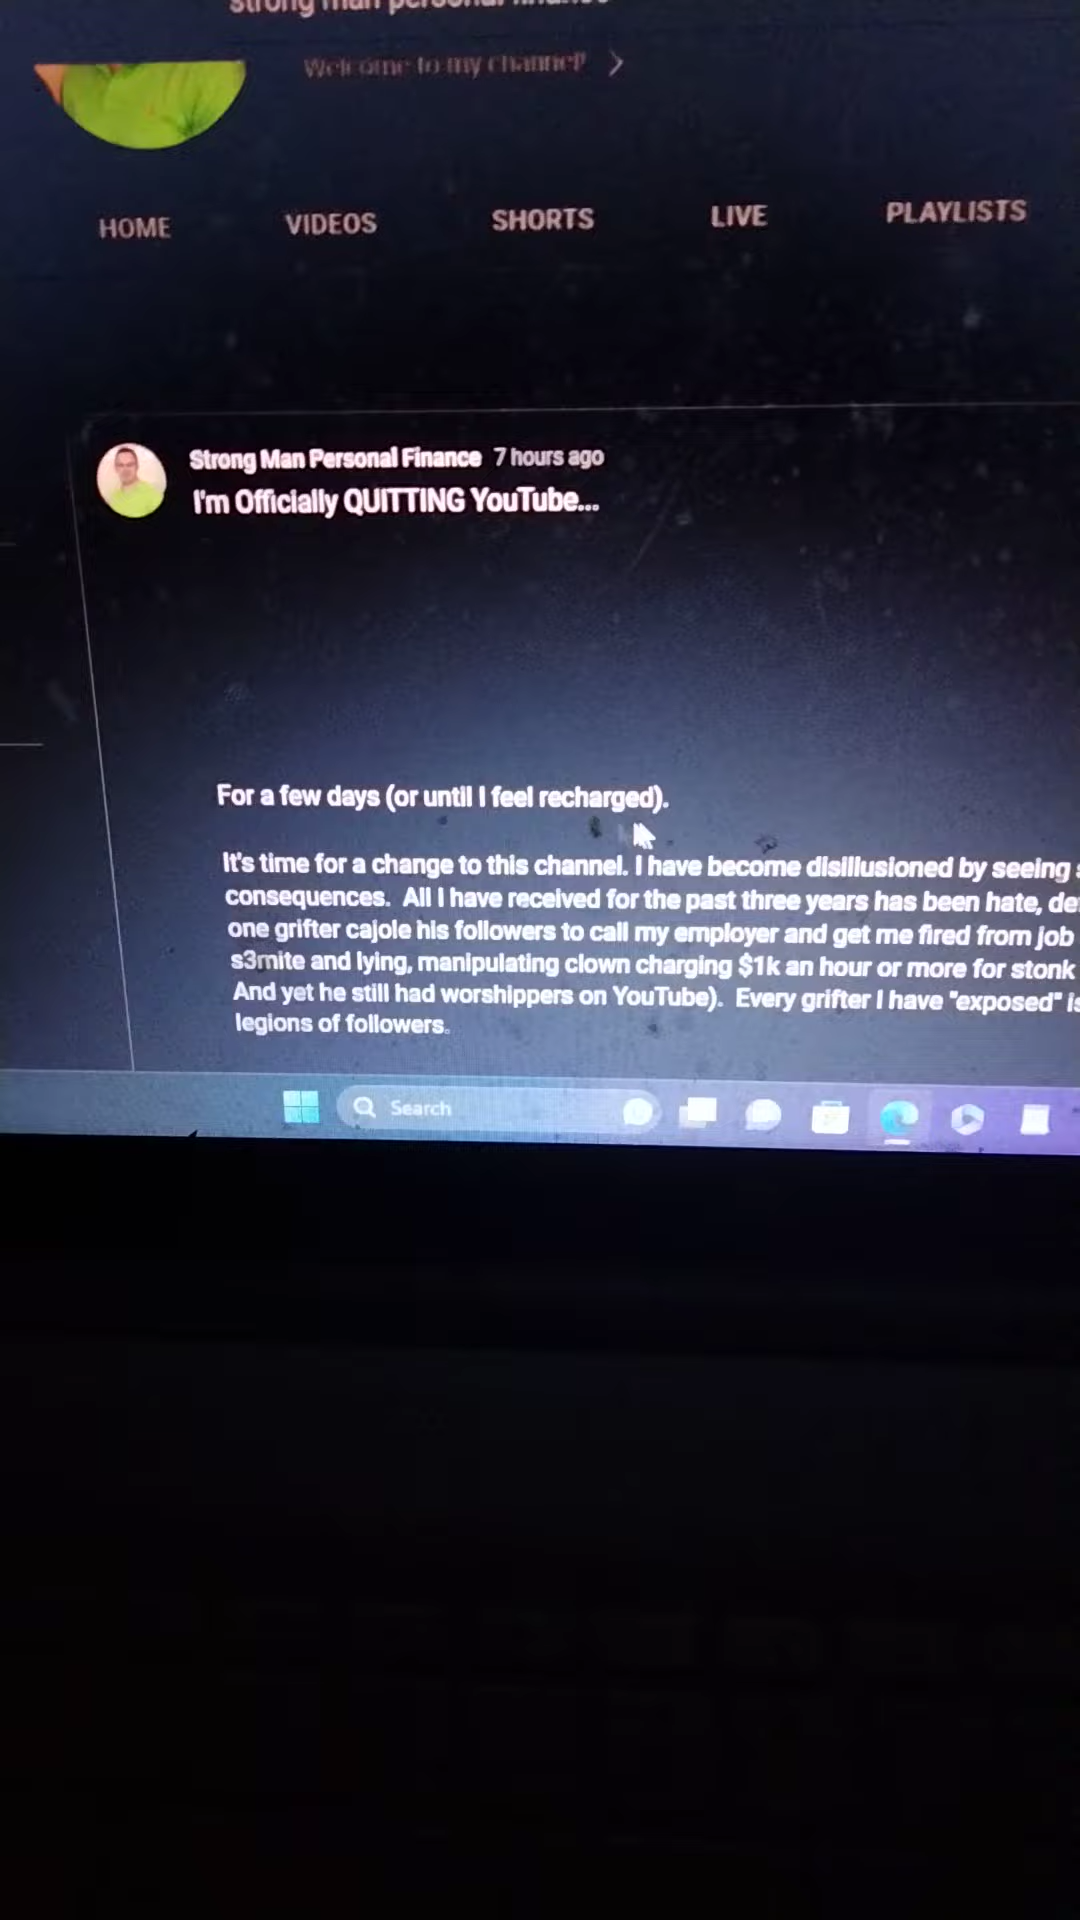 strong man personal finance
Welcome to my channel!
HOME VIDEOS SHORTS LIVE PLAYLISTS
Strong Man Personal Finance 7 hours ago
I'm Officially QUITTING YouTube...
For a few days (or until I feel recharged).
It's time for a change to this channel. I have become disillusioned by seeing
consequences. All I have received for the past three years has been hate,
one grifter cajole his followers to call my employer and get me fired from job
s3mite and lying, manipulating clown charging $1k an hour or more for stonk
And yet he still had worshippers on YouTube). Every grifter I have "exposed"
legions of followers.
Search